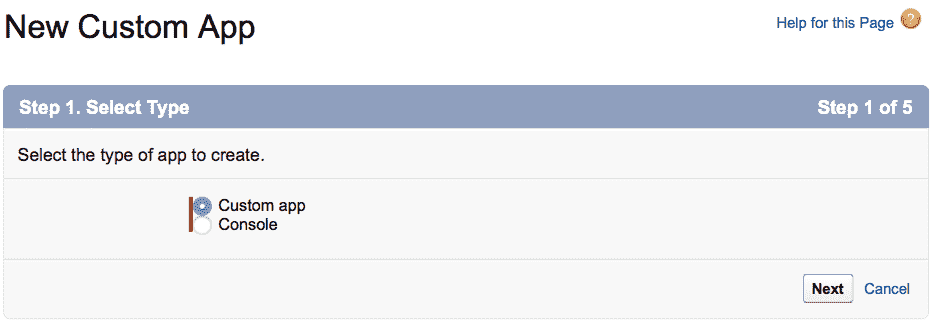 New Custom App
Help for this Page ?
Step 1. Select Type
Step 1 of 5
Select the type of app to create.
Custom app
Console
Next
Cancel